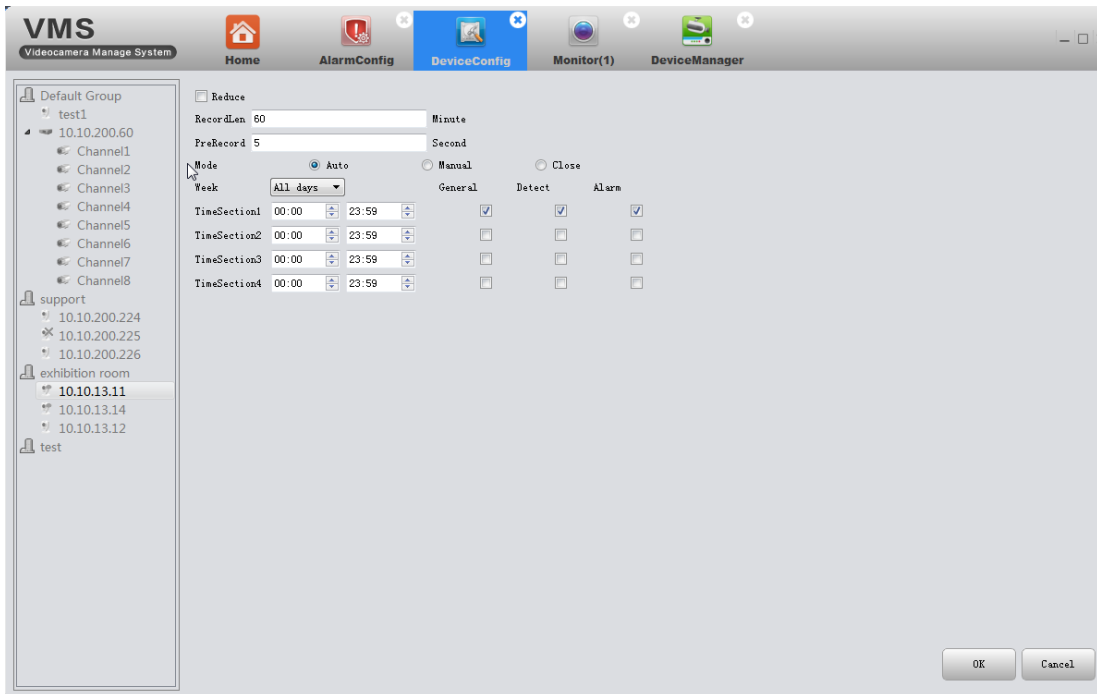 VMS
Videocamera Manage System
Home
AlarmConfig
DeviceConfig
Monitor(1)
DeviceManager
Default Group
test1
10.10.200.60
Channel1
Channel2
Channel3
Channel4
Channel5
Channel6
Channel7
Channel8
support
10.10.200.224
10.10.200.225
10.10.200.226
exhibition room
10.10.13.11
10.10.13.14
10.10.13.12
test
Reduce
RecordLen 60 Minute
PreRecord 5 Second
Mode Auto Manual Close
Week All days General Detect Alarm
TimeSection1 00:00 23:59
TimeSection2 00:00 23:59
TimeSection3 00:00 23:59
TimeSection4 00:00 23:59
OK Cancel